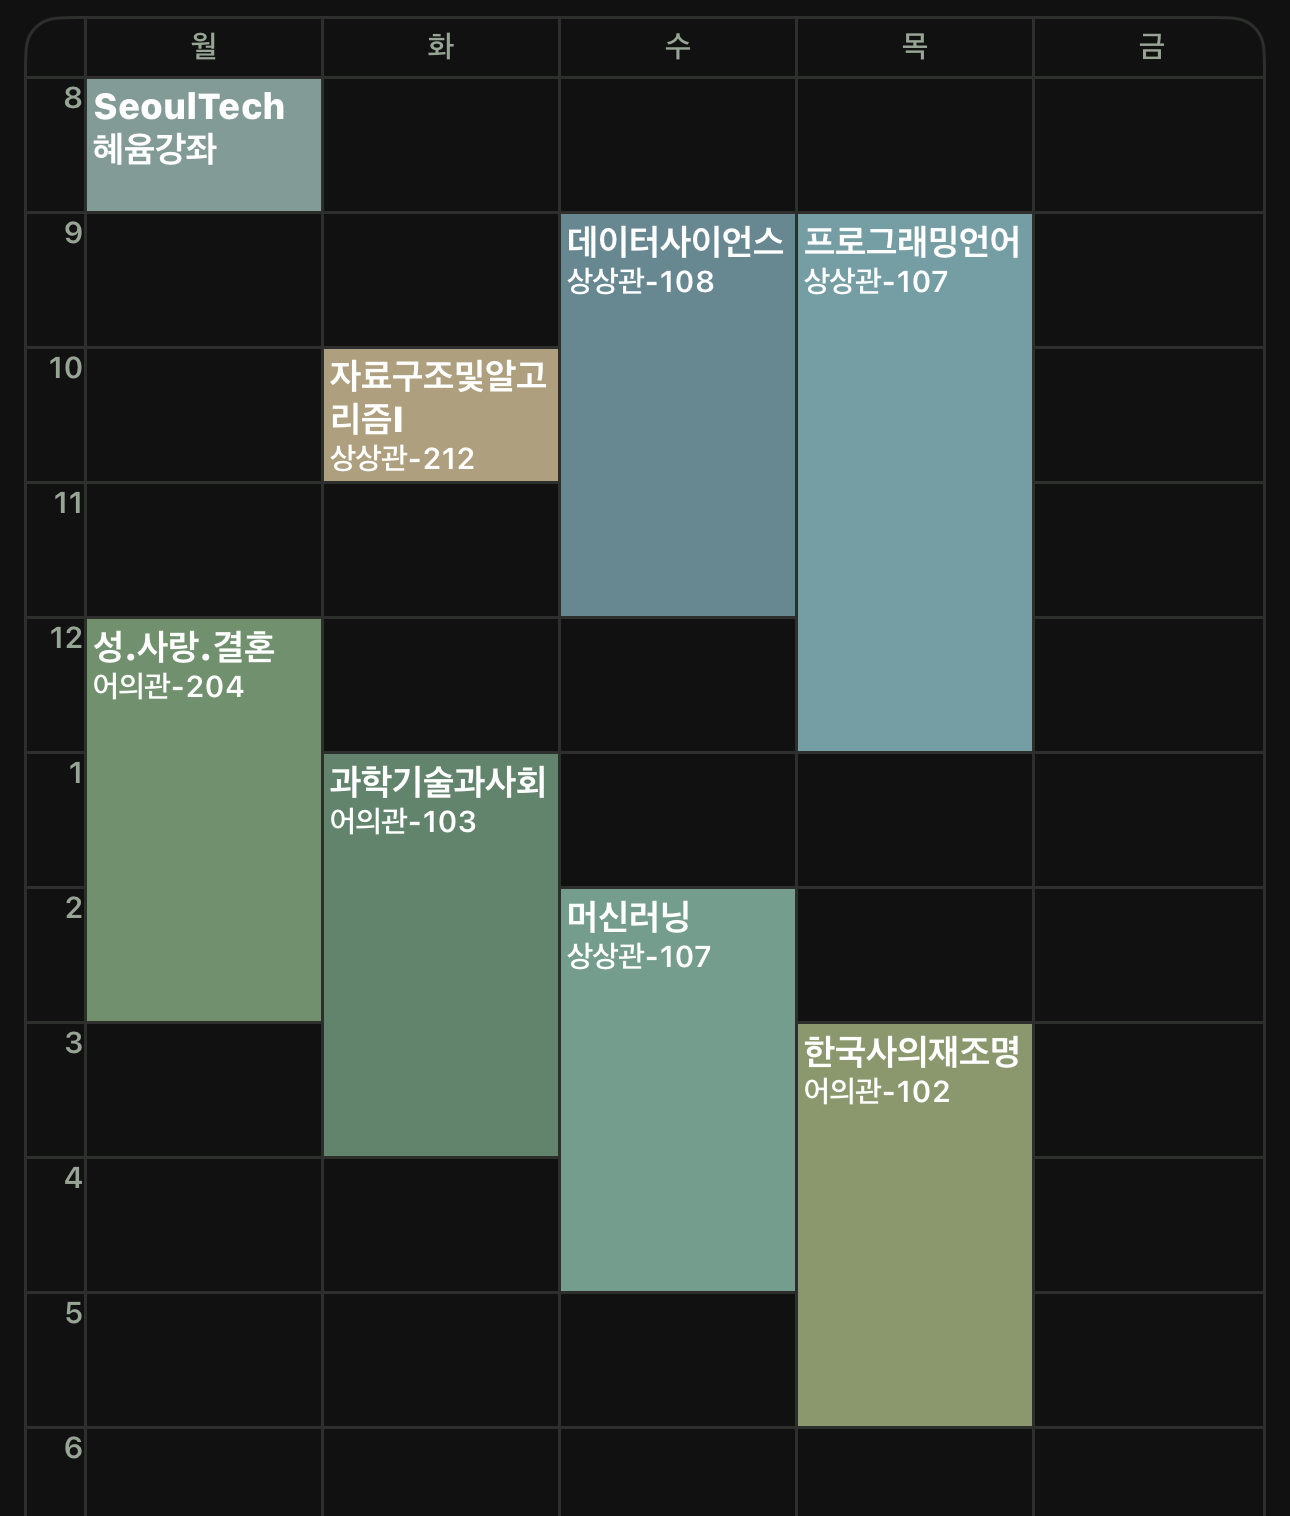 월 화 수 목 금
8
SeoulTech
혜윰강좌
9
데이터사이언스
상상관-108
프로그래밍언어
상상관-107
10
자료구조및알고
리즘I
상상관-212
11
12
성.사랑.결혼
어의관-204
1
과학기술과사회
어의관-103
2
머신러닝
상상관-107
3
한국사의재조명
어의관-102
4
5
6